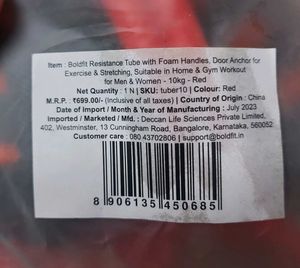 Item : Boldfit Resistance Tube with Foam Handles, Door Anchor for
Exercise & Stretching, Suitable in Home & Gym Workout
for Men & Women - 10kg - Red
Net Quantity : 1 N | SKU: tuber10 | Colour: Red
M.R.P. : ₹699.00/- (Inclusive of all taxes) | Country of Origin : China
Date of Import / Month & Year of Manufacturing : July 2023
Imported / Marketed / Mfg. : Deccan Life Sciences Private Limited,
402, Westminster, 13 Cunningham Road, Bangalore, Karnataka, 560052
Customer care : 080 43702806 | support@boldfit.in
8 906135 450685